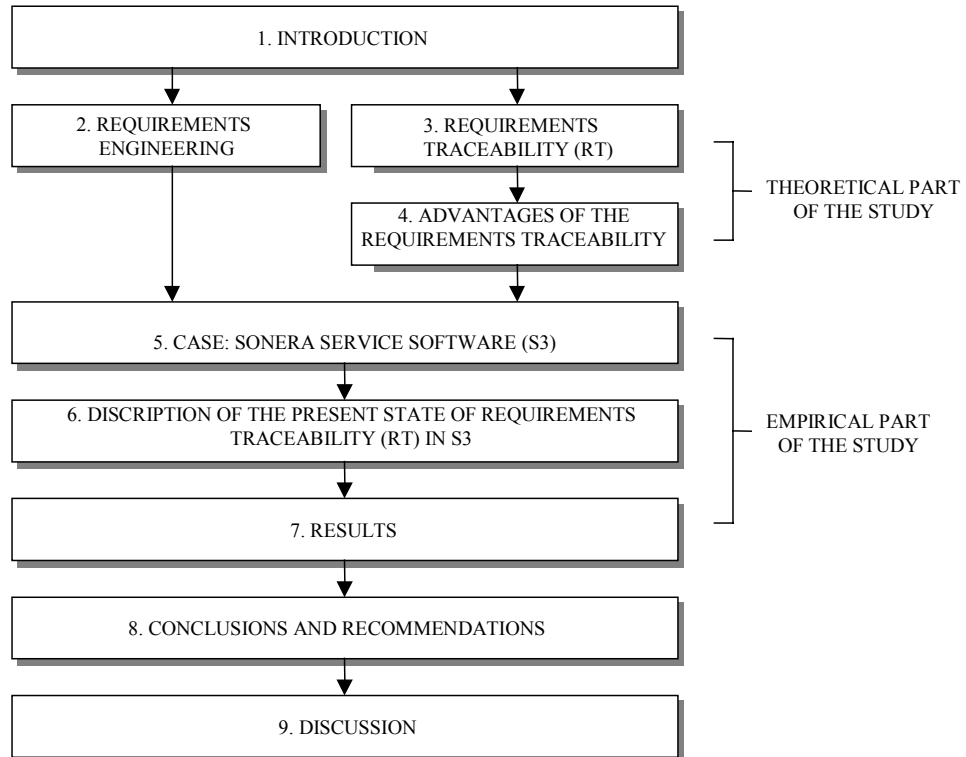 1. INTRODUCTION
2. REQUIREMENTS
ENGINEERING
3. REQUIREMENTS
TRACEABILITY (RT)
4. ADVANTAGES OF THE
REQUIREMENTS TRACEABILITY
THEORETICAL PART
OF THE STUDY
5. CASE: SONERA SERVICE SOFTWARE (S3)
6. DISCRIPTION OF THE PRESENT STATE OF REQUIREMENTS
TRACEABILITY (RT) IN S3
7. RESULTS
EMPIRICAL PART
OF THE STUDY
8. CONCLUSIONS AND RECOMMENDATIONS
9. DISCUSSION